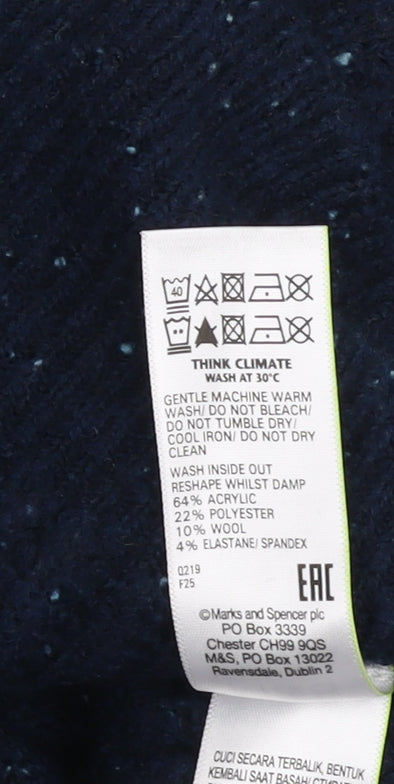 40
THINK CLIMATE
WASH AT 30°C
GENTLE MACHINE WARM
WASH/ DO NOT BLEACH/
DO NOT TUMBLE DRY/
COOL IRON/ DO NOT DRY
CLEAN
WASH INSIDE OUT
RESHAPE WHILST DAMP
64% ACRYLIC
22% POLYESTER
10% WOOL
4% ELASTANE/ SPANDEX
Q219
F25
EAC
©Marks and Spencer plc
PO Box 3339
Chester CH99 9QS
M&S, PO Box 13022
Ravensdale, Dublin 2
CUCI SECARA TERBALIK, BENTUK
KEMBALI SAAT BASAH/